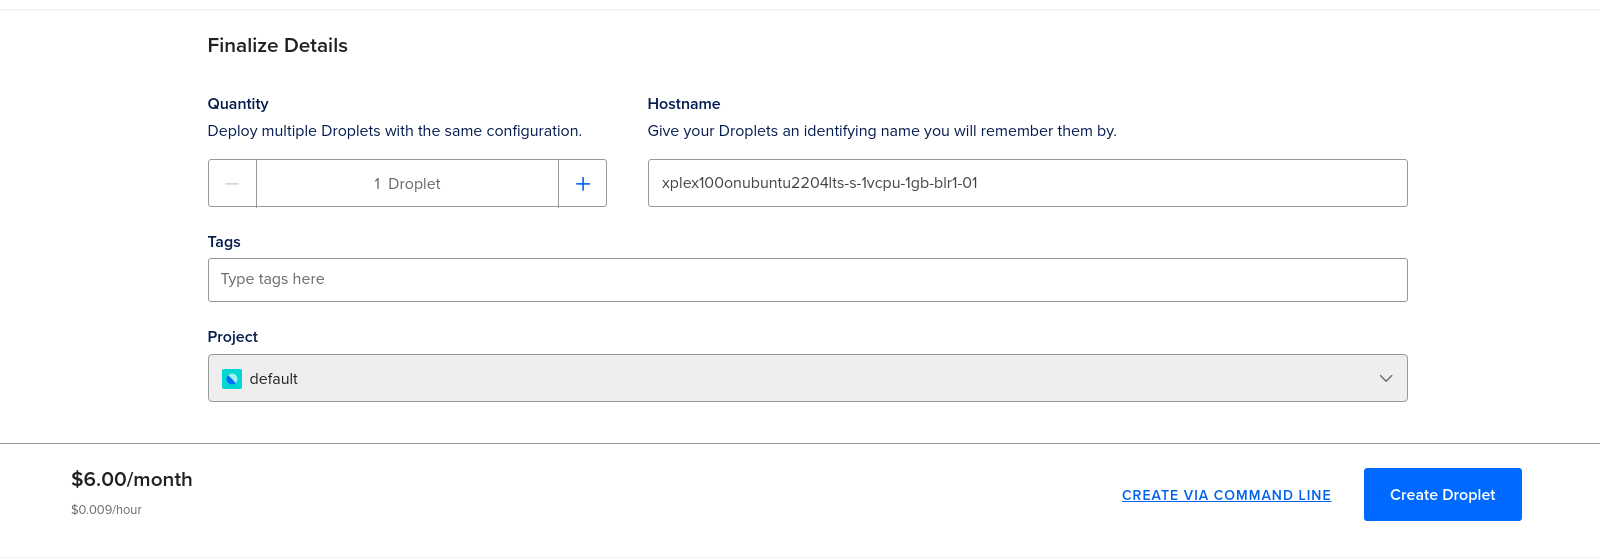 Finalize Details
Quantity
Deploy multiple Droplets with the same configuration.
1 Droplet
Hostname
Give your Droplets an identifying name you will remember them by.
xplex100onubuntu2204lts-s-1vcpu-1gb-blr1-01
Tags
Type tags here
Project
default
$6.00/month
$0.009/hour
CREATE VIA COMMAND LINE
Create Droplet